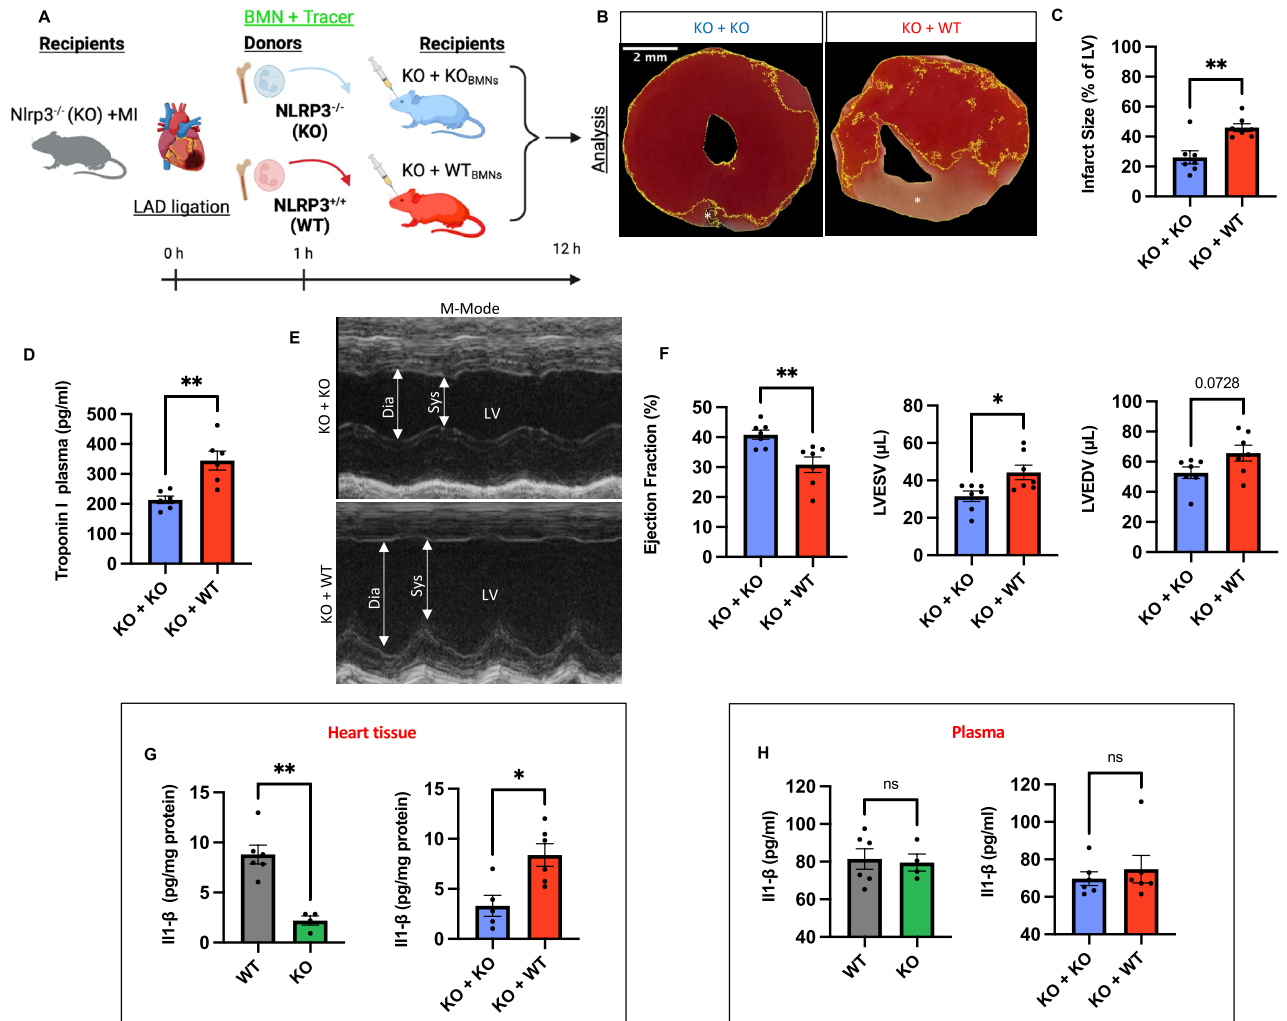 A
BMN + Tracer
Recipients
Donors
Recipients
Nlrp3-/- (KO) +MI
NLRP3-/-
(KO)
KO + KOBMNs
LAD ligation
NLRP3+/+
(WT)
KO + WTBMNs
0 h
1 h
12 h
Analysis
B
KO + KO
KO + WT
2 mm
*
*
C
Infarct Size (% of LV)
100
80
60
40
20
0
**
KO + KO
KO + WT
D
Troponin I plasma (pg/ml)
500
400
300
200
100
0
**
KO + KO
KO + WT
E
M-Mode
KO + KO
Dia
Sys
LV
KO + WT
Dia
Sys
LV
F
Ejection Fraction (%)
50
40
30
20
10
0
**
KO + KO
KO + WT
LVESV (µL)
80
60
40
20
0
*
KO + KO
KO + WT
LVEDV (µL)
100
80
60
40
20
0
0.0728
KO + KO
KO + WT
Heart tissue
G
Il1-β (pg/mg protein)
15
10
5
0
**
WT
KO
Il1-β (pg/mg protein)
15
10
5
0
*
KO + KO
KO + WT
Plasma
H
Il1-β (pg/ml)
120
100
80
60
40
ns
WT
KO
Il1-β (pg/ml)
120
100
80
60
40
ns
KO + KO
KO + WT